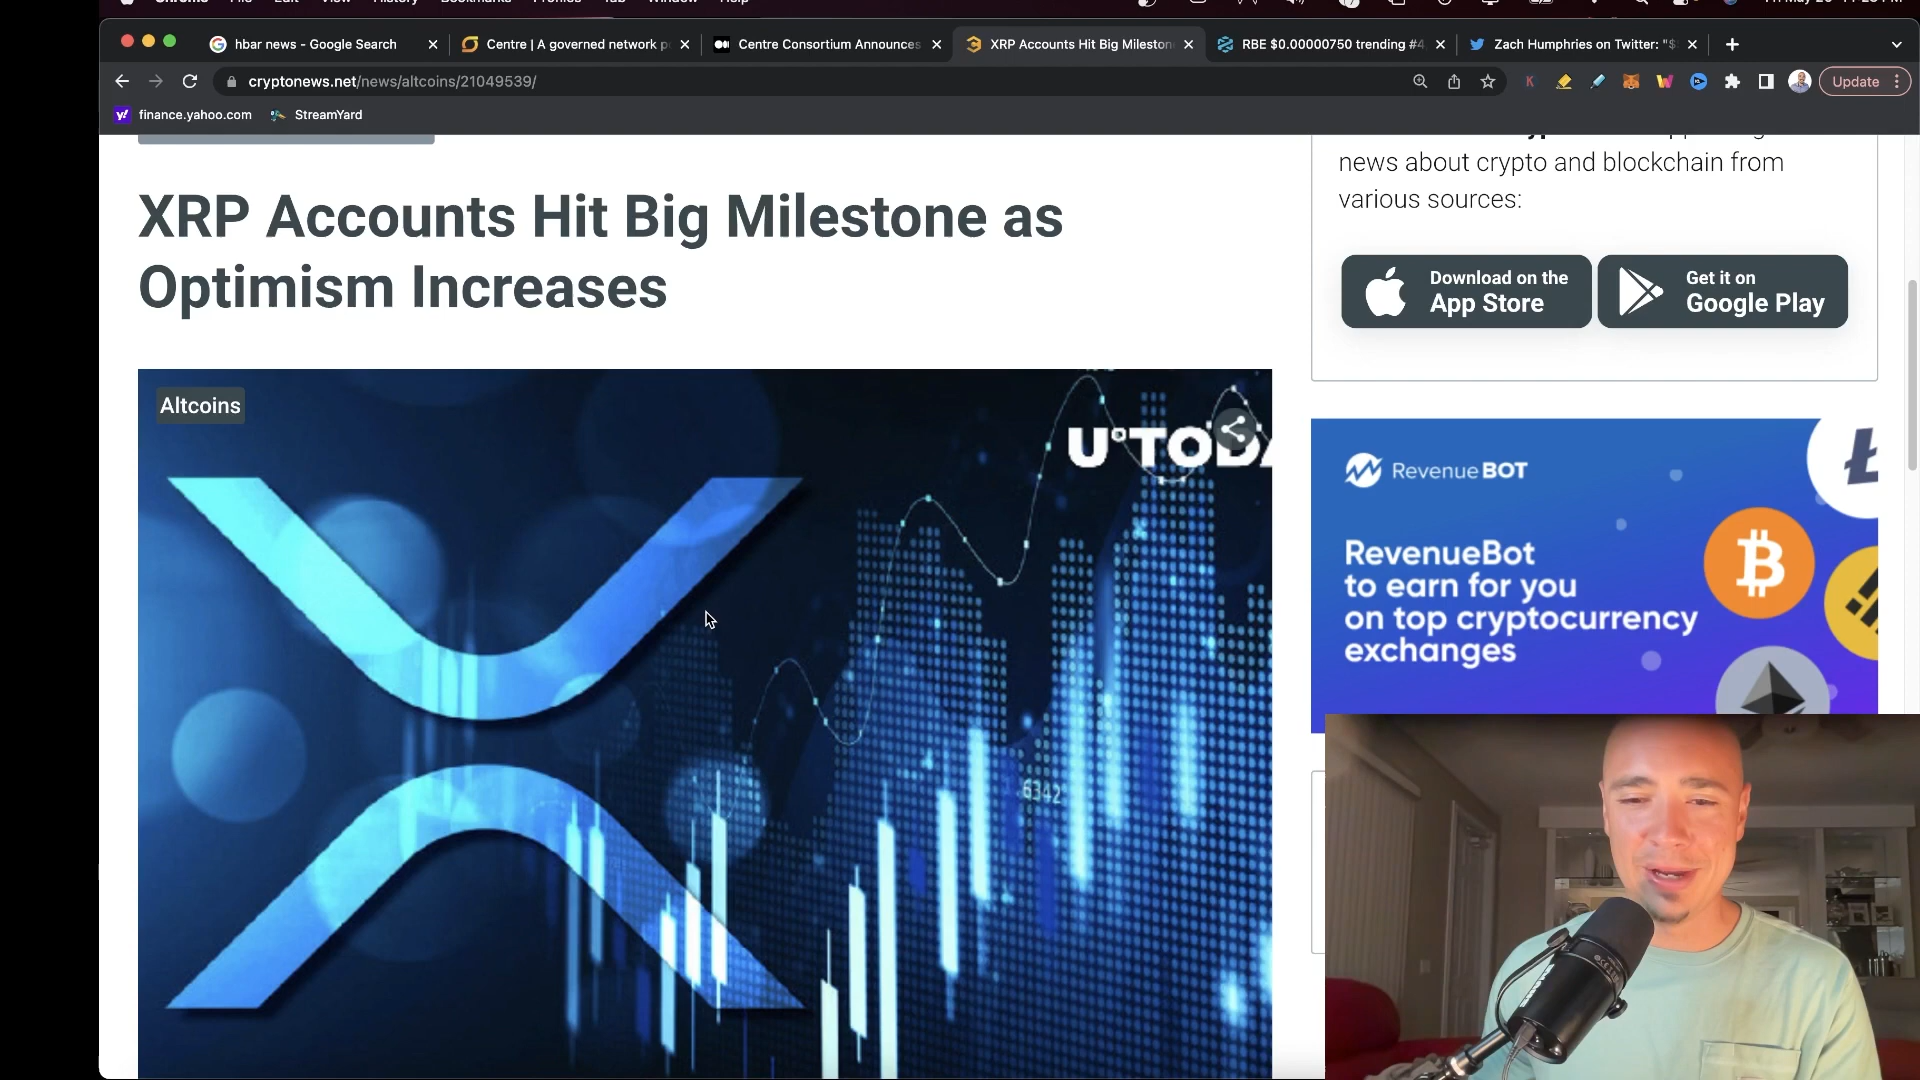 hbar news - Google Search
Centre | A governed network p
Centre Consortium Announces
XRP Accounts Hit Big Mileston
RBE $0.00000750 trending #4
Zach Humphries on Twitter: "$
cryptonews.net/news/altcoins/21049539/
Update
finance.yahoo.com
StreamYard
XRP Accounts Hit Big Milestone as
Optimism Increases
Altcoins
U°TODA
6342
news about crypto and blockchain from
various sources:
Download on the
App Store
Get it on
Google Play
RevenueBOT
RevenueBot
to earn for you
on top cryptocurrency
exchanges